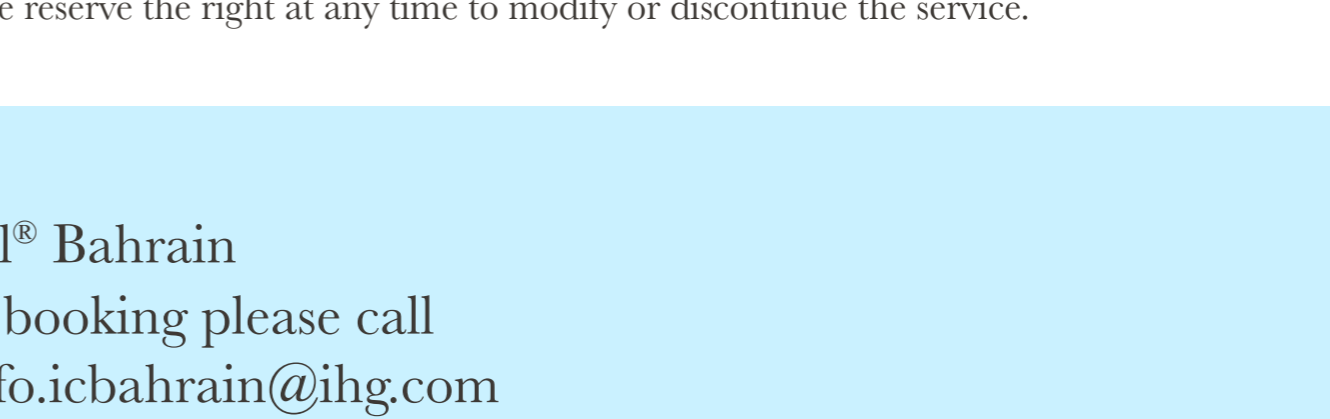 e reserve the right at any time to modify or discontinue the service.
l® Bahrain
booking please call
fo.icbahrain@ihg.com